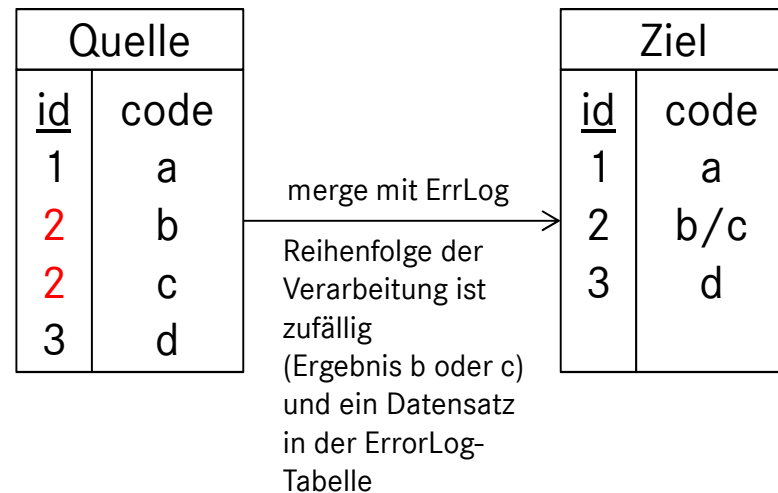 Quelle
id code
1 a
2 b
2 c
3 d
merge mit ErrLog
Reihenfolge der
Verarbeitung ist
zufällig
(Ergebnis b oder c)
und ein Datensatz
in der ErrorLog-
Tabelle
Ziel
id code
1 a
2 b/c
3 d